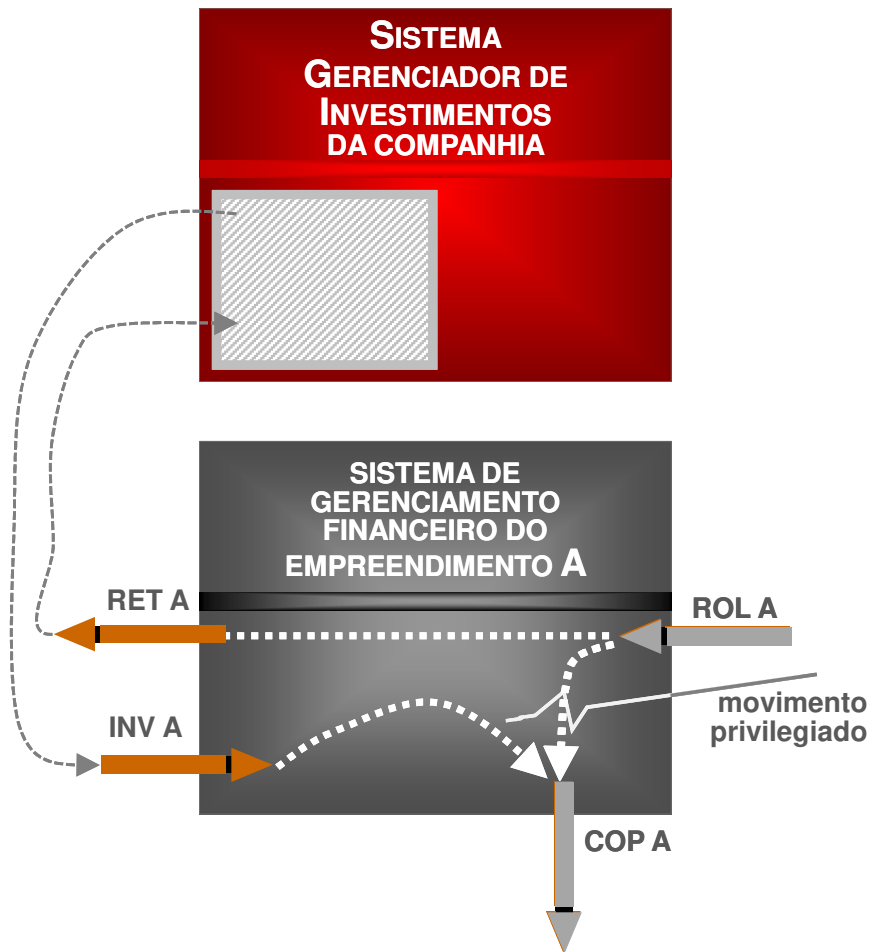 SISTEMA
GERENCIADOR DE
INVESTIMENTOS
DA COMPANHIA
SISTEMA DE
GERENCIAMENTO
FINANCEIRO DO
EMPREENDIMENTO A
RET A
ROL A
movimento
privilegiado
INV A
COP A